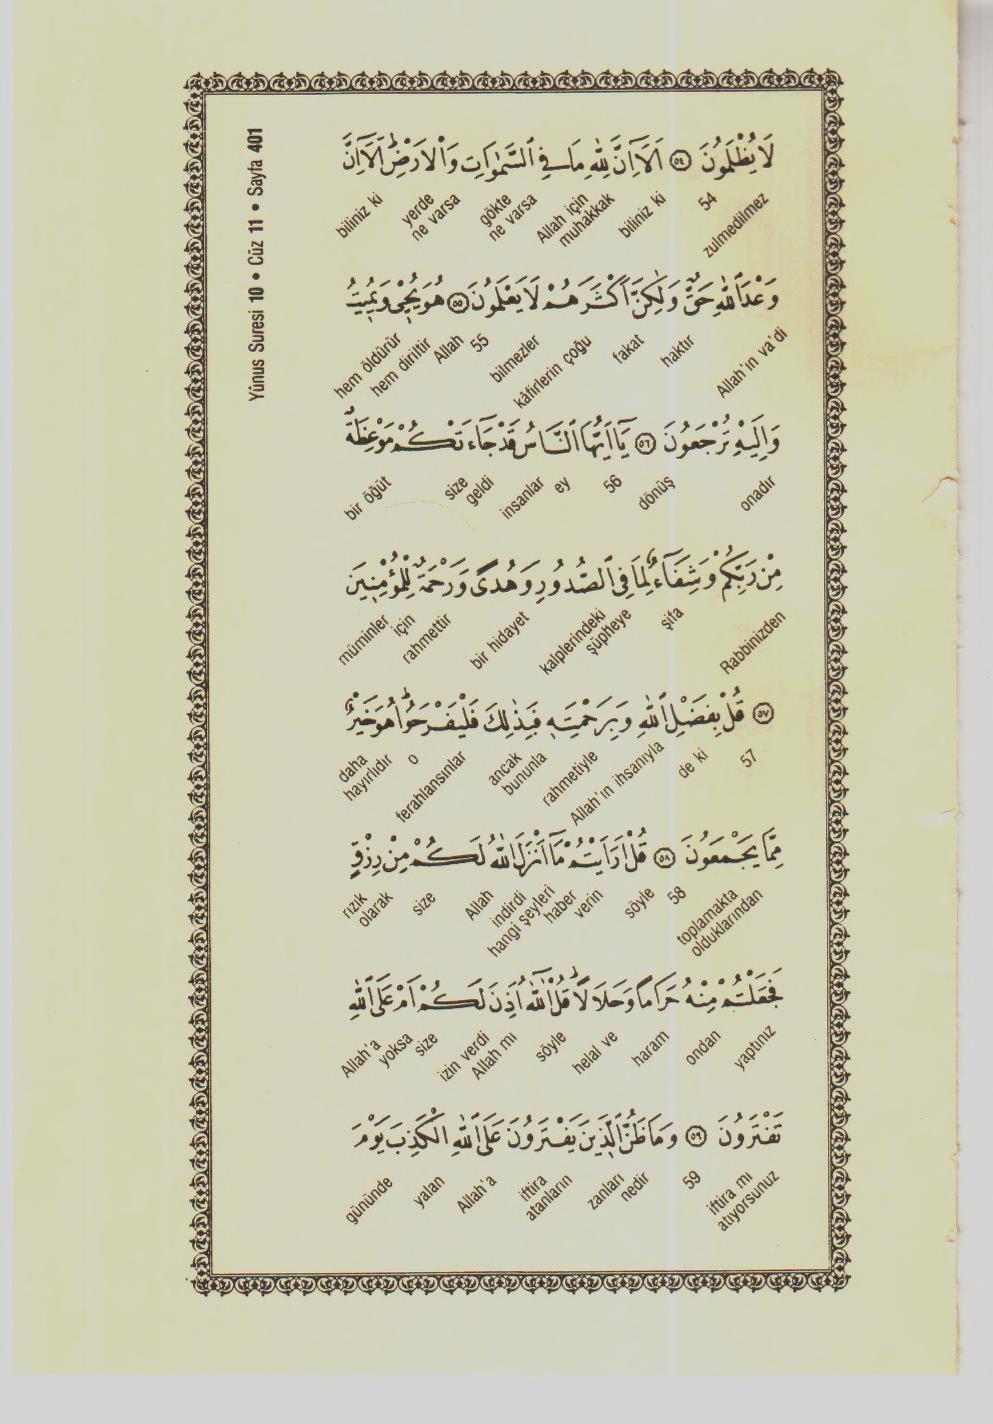 Yûnus Suresi 10 • Cüz 11 • Sayfa 401
لَا يُظْلَمُونَ ﴿٥٤﴾ اَلَٓا اِنَّ لِلّٰهِ مَا فِي السَّمٰوَاتِ وَالْاَرْضِۜ اَلَٓا اِنَّ
zulmedilmez 54 biliniz ki Allah için muhakkak gökte ne varsa yerde ne varsa biliniz ki
وَعْدَ اللّٰهِ حَقٌّ وَلٰكِنَّ اَكْثَرَهُمْ لَا يَعْلَمُونَ ﴿٥٥﴾ هُوَ يُحْيٖ وَيُمٖيتُ
Allah'ın va'di haktır fakat kâfirlerin çoğu bilmezler 55 Allah hem diriltir hem öldürür
وَاِلَيْهِ تُرْجَعُونَ ﴿٥٦﴾ يَٓا اَيُّهَا النَّاسُ قَدْ جَٓاءَتْكُمْ مَوْعِظَةٌ
onadır dönüş 56 ey insanlar geldi size bir öğüt
مِنْ رَبِّكُمْ وَشِفَٓاءٌ لِمَا فِي الصُّدُورِ وَهُدًى وَرَحْمَةٌ لِلْمُؤْمِنٖينَ
Rabbinizden şifa kalplerindeki şüpheye bir hidayet rahmettir için müminler
﴿٥٧﴾ قُلْ بِفَضْلِ اللّٰهِ وَبِرَحْمَتِهٖ فَبِذٰلِكَ فَلْيَفْرَحُواۜ هُوَ خَيْرٌ
57 de ki Allah'ın ihsanıyla rahmetiyle ancak bununla ferahlansınlar o daha hayırlıdır
مِمَّا يَجْمَعُونَ ﴿٥٨﴾ قُلْ اَرَاَيْتُمْ مَٓا اَنْزَلَ اللّٰهُ لَكُمْ مِنْ رِزْقٍ
toplamakta olduklarından 58 söyle haber verin hangi şeyleri indirdi Allah size rızık olarak
فَجَعَلْتُمْ مِنْهُ حَرَامًا وَحَلَالًاۜ قُلْ آٰللّٰهُ اَذِنَ لَكُمْ اَمْ عَلَى اللّٰهِ
yaptınız ondan haram helal ve söyle Allah mı izin verdi size yoksa Allah'a
تَفْتَرُونَ ﴿٥٩﴾ وَمَا ظَنُّ الَّذٖينَ يَفْتَرُونَ عَلَى اللّٰهِ الْكَذِبَ يَوْمَ
iftira mı atıyorsunuz 59 nedir zanları iftira atanların Allah'a yalan gününde